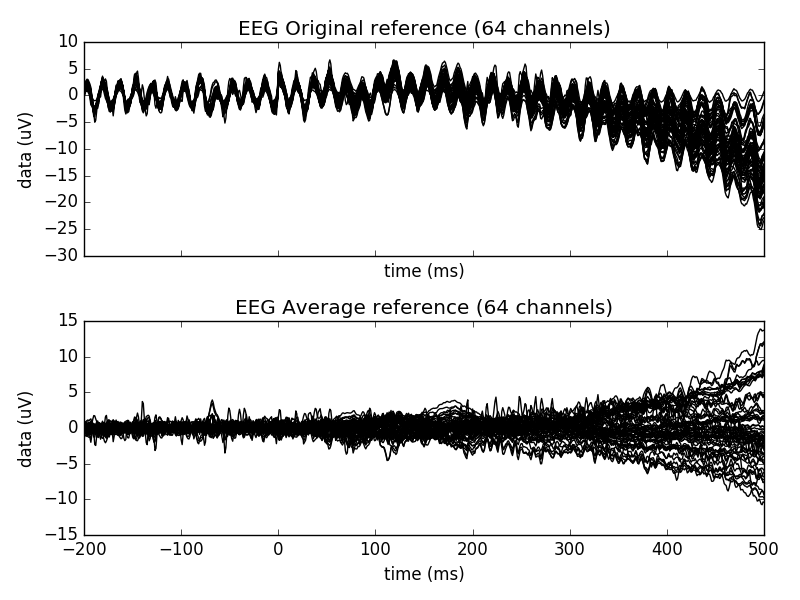 EEG Original reference (64 channels)
10
5
0
−5
−10
−15
−20
−25
−30
data (uV)
time (ms)
EEG Average reference (64 channels)
15
10
5
0
−5
−10
−15
data (uV)
−200 −100 0 100 200 300 400 500
time (ms)